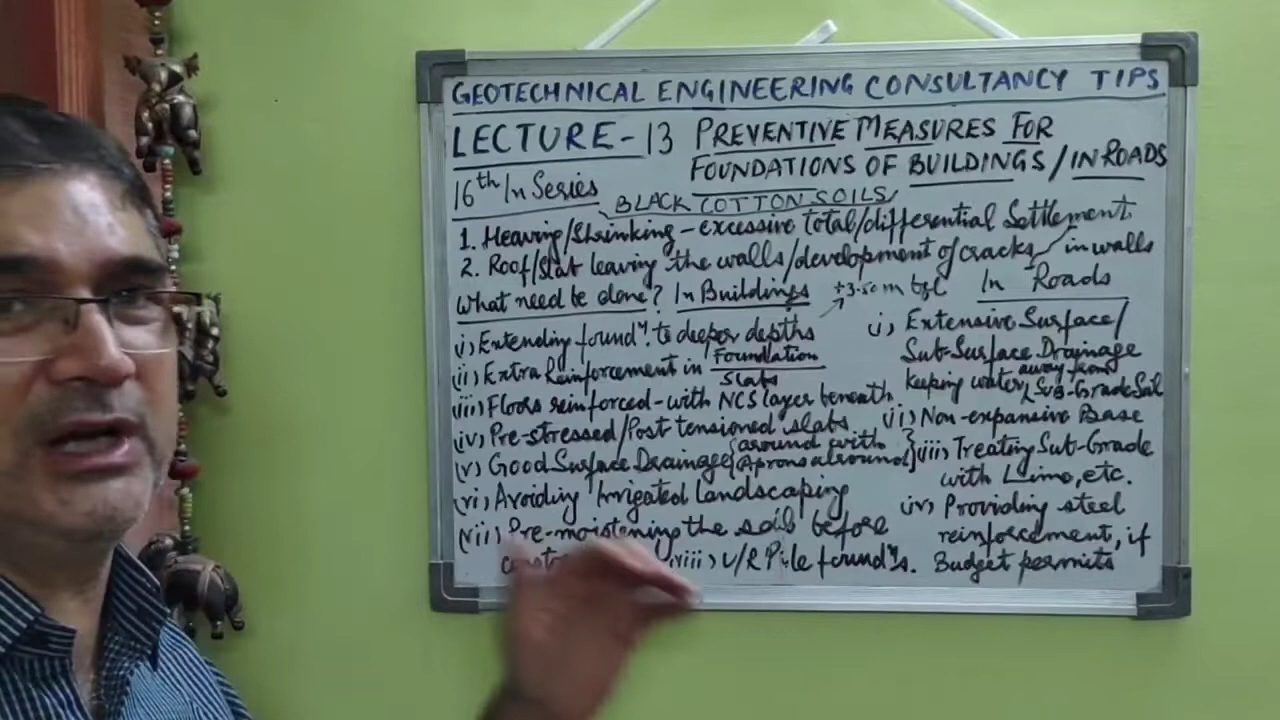 GEOTECHNICAL ENGINEERING CONSULTANCY TIPS
LECTURE-13 PREVENTIVE MEASURES FOR
FOUNDATIONS OF BUILDINGS/IN ROADS
16th In Series
BLACK COTTON SOILS/
1. Heaving/Shrinking - excessive total/differential Settlement
2. Roof/slab leaving the walls/development of cracks in walls
What need be done? In Buildings
+3.50m bgl
i) Extending foundn. to deeper depths
(ii) Extra Reinforcement in Foundation
Slabs
iii) Floors reinforced-with NCS layer beneath.
iv) Pre-stressed/Post tensioned slabs
(v) Good Surface Drainage {around with
Aprons alround}
(vi) Avoiding Irrigated landscaping
(vii) Pre-moistening the soil before
(viii) U/R Pile foundns.
In Roads
i) Extensive Surface/
Sub-Surface Drainage
keeping water away from Sub-Grade Soil
ii) Non-expansive Base
iii) Treating Sub-Grade
with Lime, etc.
iv) Providing steel
reinforcement, if
Budget permits